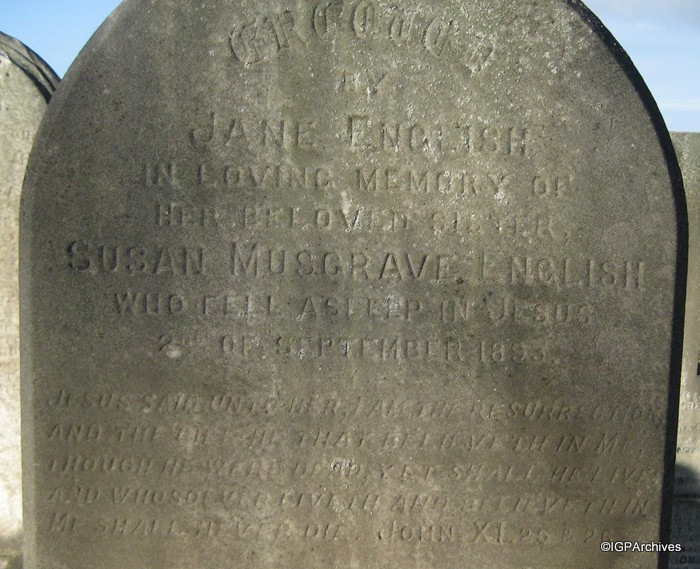 Erected
BY
JANE ENGLISH
IN LOVING MEMORY OF
HER BELOVED SISTER
SUSAN MUSGRAVE ENGLISH
WHO FELL ASLEEP IN JESUS
OF SEPTEMBER 1893.
JESUS SAID UNTO HER, I AM THE RESURRECTION,
AND THE LIFE: HE THAT BELIEVETH IN ME,
THOUGH HE WERE DEAD, YET SHALL HE LIVE:
AND WHOSOEVER LIVETH AND BELIEVETH IN
ME SHALL NEVER DIE. JOHN XI. 25 &
©IGPArchives